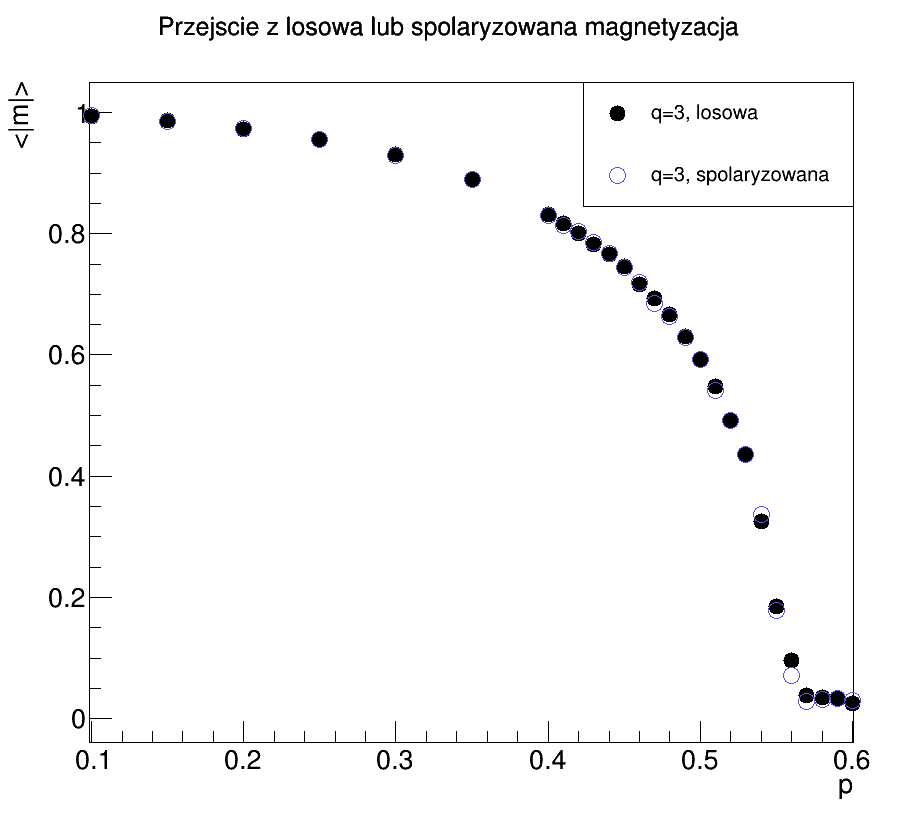 Przejscie z losowa lub spolaryzowana magnetyzacja
<|m|>
q=3, losowa
q=3, spolaryzowana
1
0.8
0.6
0.4
0.2
0
0.1 0.2 0.3 0.4 0.5 0.6
p